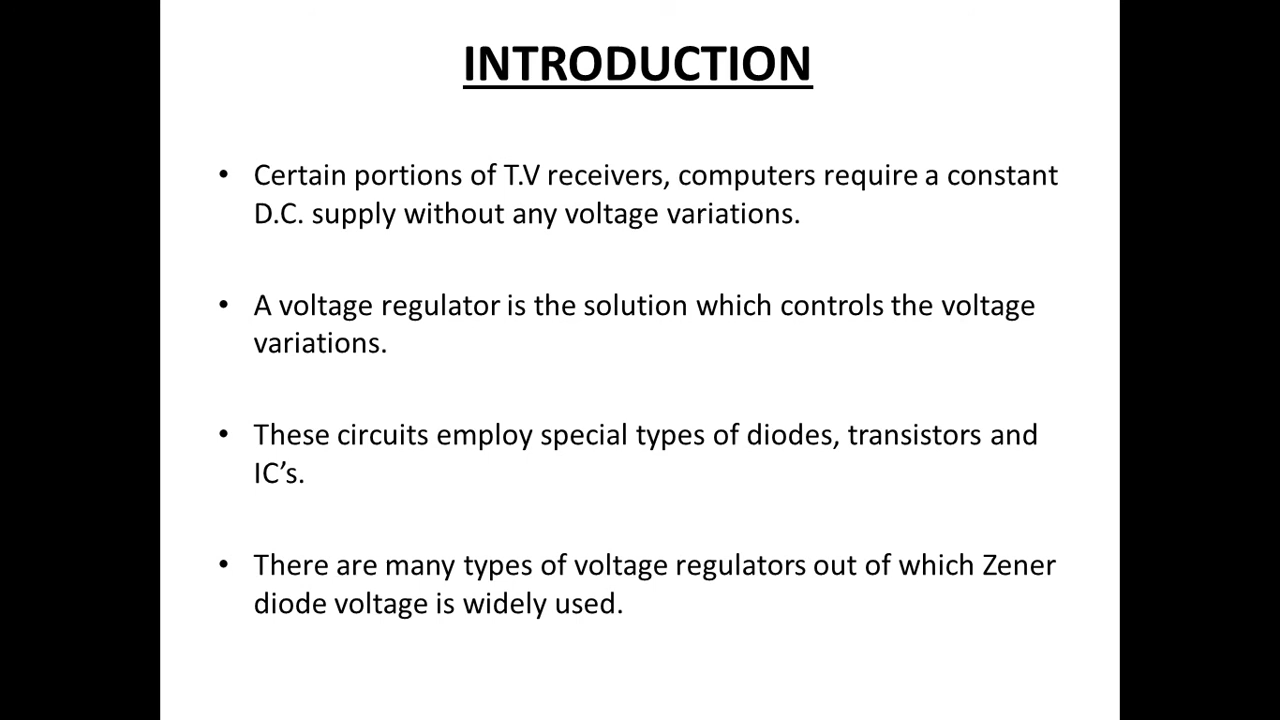 INTRODUCTION
• Certain portions of T.V receivers, computers require a constant
D.C. supply without any voltage variations.
• A voltage regulator is the solution which controls the voltage
variations.
• These circuits employ special types of diodes, transistors and
IC’s.
• There are many types of voltage regulators out of which Zener
diode voltage is widely used.